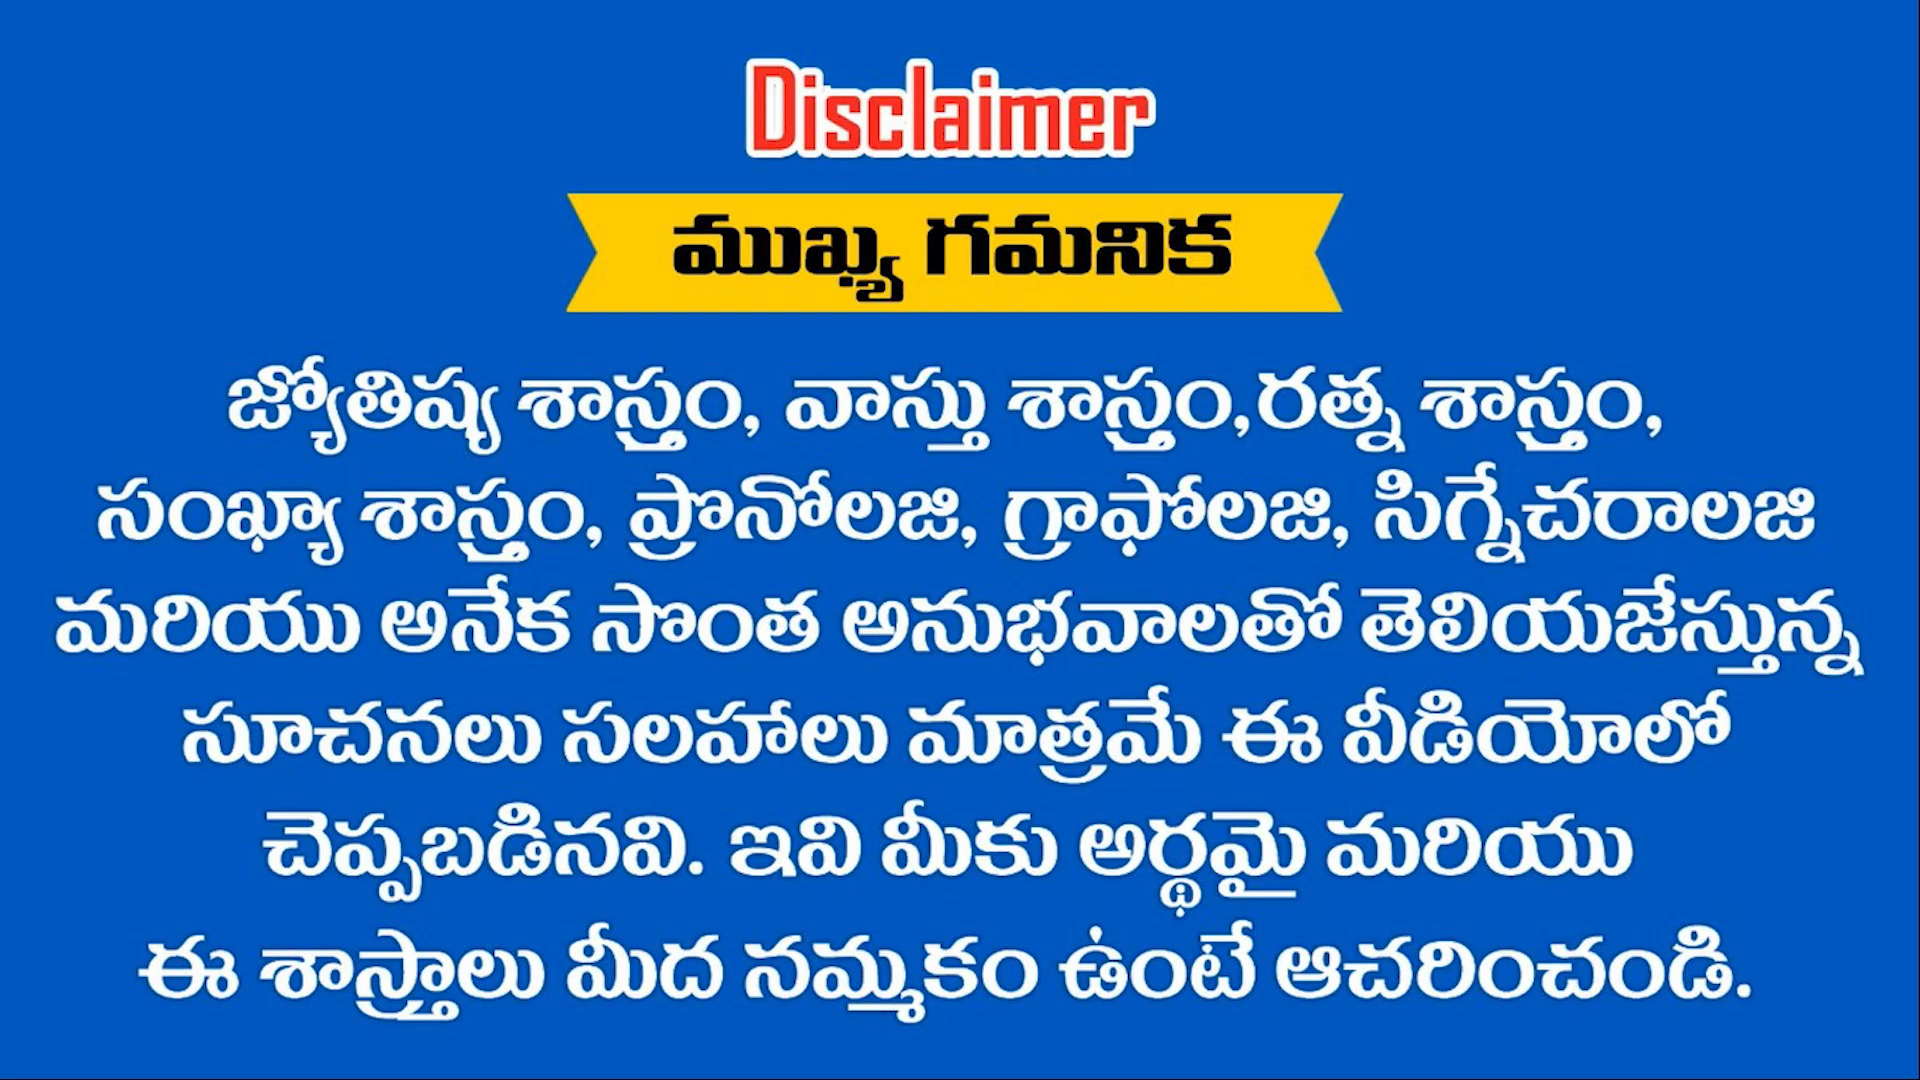 Disclaimer
ముఖ్య గమనిక
జ్యోతిష్య శాస్త్రం, వాస్తు శాస్త్రం,రత్న శాస్త్రం,
సంఖ్యా శాస్త్రం, ప్రొనోలజి, గ్రాఫోలజి, సిగ్నేచరాలజి
మరియు అనేక సొంత అనుభవాలతో తెలియజేస్తున్న
సూచనలు సలహాలు మాత్రమే ఈ వీడియోలో
చెప్పబడినవి. ఇవి మీకు అర్థమై మరియు
ఈ శాస్త్రాలు మీద నమ్మకం ఉంటే ఆచరించండి.